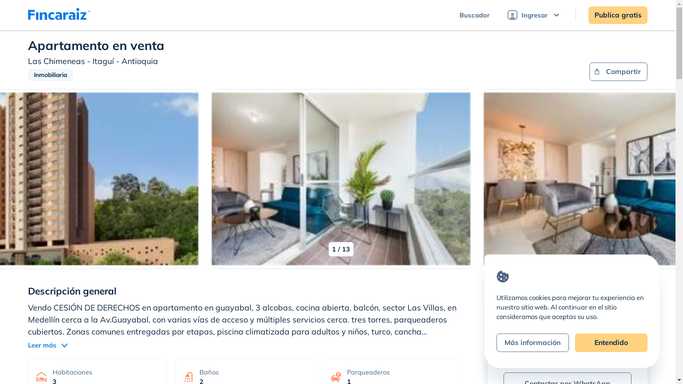 Fincaraiz
Buscador
Ingresar
Publica gratis
Apartamento en venta
Las Chimeneas - Itaguí - Antioquia
Inmobiliaria
Compartir
1 / 13
Descripción general
Vendo CESIÓN DE DERECHOS en apartamento en guayabal, 3 alcobas, cocina abierta, balcón, sector Las Villas, en
Medellín cerca a la Av.Guayabal, con varias vías de acceso y múltiples servicios cerca. tres torres, parqueaderos
cubiertos. Zonas comunes entregadas por etapas, piscina climatizada para adultos y niños, turco, cancha...
Leer más
Habitaciones
3
Baños
2
Parqueaderos
1
Utilizamos cookies para mejorar tu experiencia en
nuestro sitio web. Al continuar en el sitio
consideramos que aceptas su uso.
Más información
Entendido
Contactar por WhatsApp